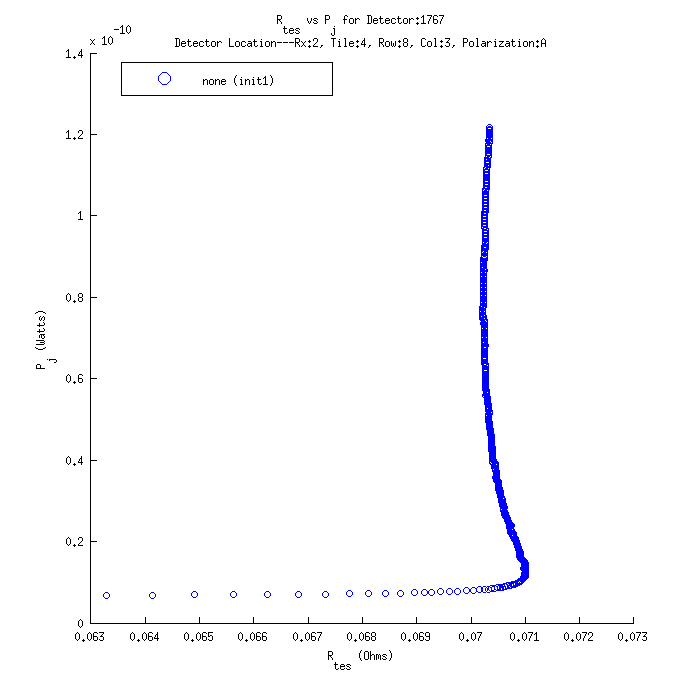 R_tes vs P_j for Detector:1767
x 10^-10
Detector Location---Rx:2, Tile:4, Row:8, Col:3, Polarization:A
none (init1)
1.4
1.2
1
0.8
0.6
0.4
0.2
0
P_j (Watts)
0.063 0.064 0.065 0.066 0.067 0.068 0.069 0.07 0.071 0.072 0.073
R_tes (Ohms)